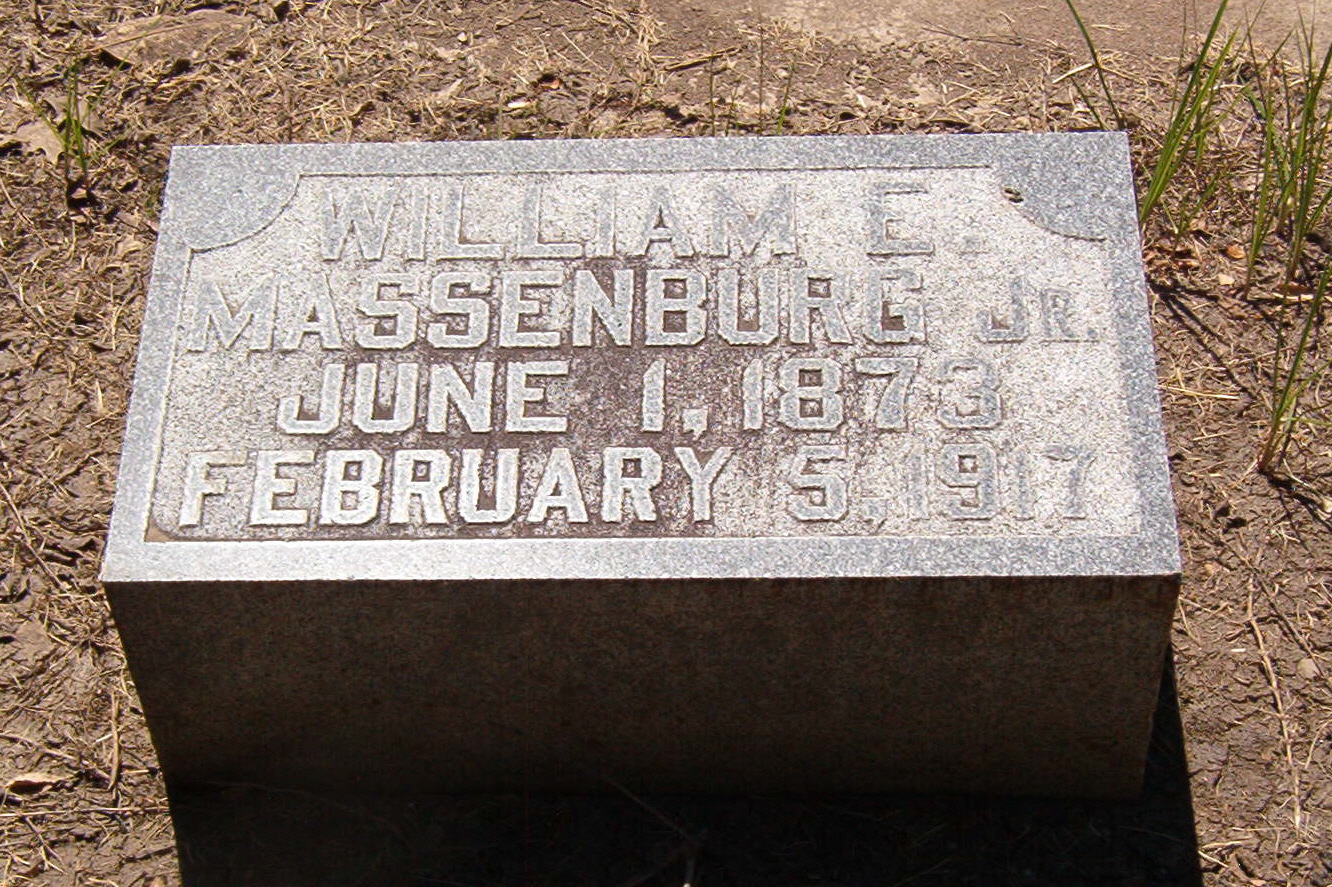 WILLIAM E.
MASSENBURG JR.
JUNE 1, 1873
FEBRUARY 5, 1917